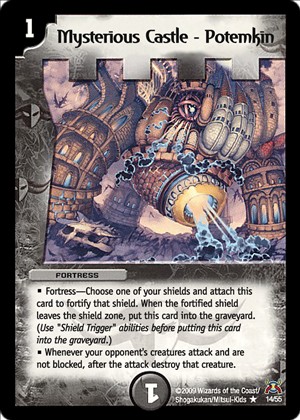 1
Mysterious Castle - Potemkin
FORTRESS
■ Fortress—Choose one of your shields and attach this
card to fortify that shield. When the fortified shield
leaves the shield zone, put this card into the graveyard.
(Use "Shield Trigger" abilities before putting this card
into the graveyard.)
■ Whenever your opponent's creatures attack and are
not blocked, after the attack destroy that creature.
1
©2009 Wizards of the Coast/
Shogakukan/Mitsui-Kids ★ 14/55